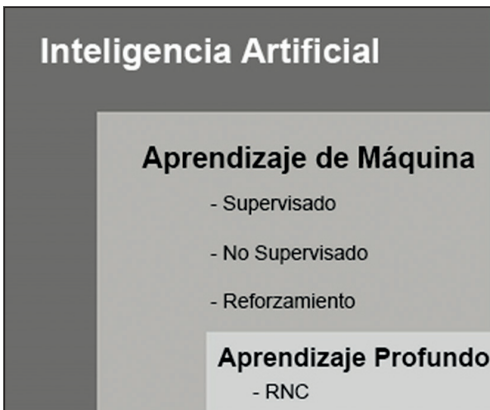 Inteligencia Artificial
Aprendizaje de Máquina
- Supervisado
- No Supervisado
- Reforzamiento
Aprendizaje Profundo
- RNC